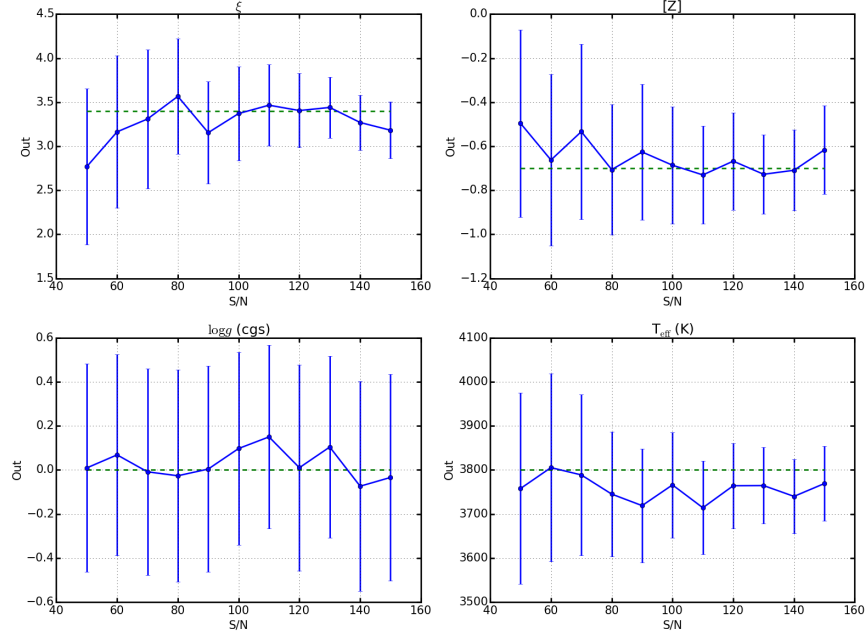 ξ
4.5
4.0
3.5
3.0
2.5
2.0
1.5
Out
40 60 80 100 120 140 160
S/N
[Z]
0.0
−0.2
−0.4
−0.6
−0.8
−1.0
−1.2
Out
40 60 80 100 120 140 160
S/N
log g (cgs)
0.6
0.4
0.2
0.0
−0.2
−0.4
−0.6
Out
40 60 80 100 120 140 160
S/N
T_eff (K)
4100
4000
3900
3800
3700
3600
3500
Out
40 60 80 100 120 140 160
S/N